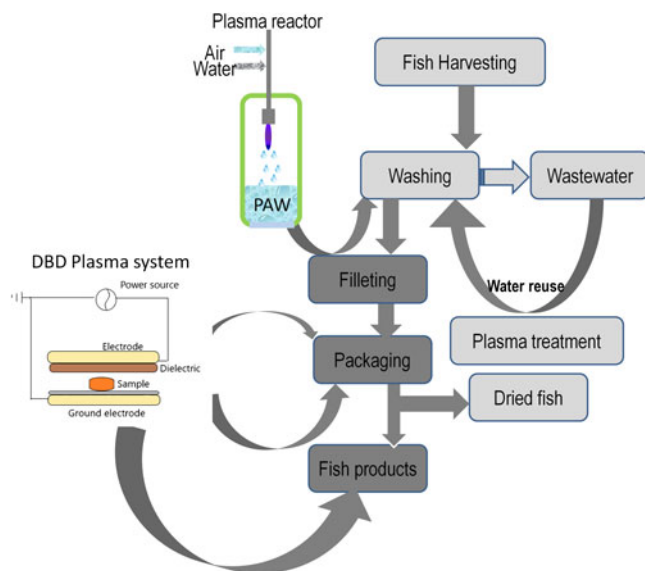 Plasma reactor
Air
Water
PAW
Fish Harvesting
Washing
Wastewater
Water reuse
Plasma treatment
Filleting
Packaging
Dried fish
Fish products
DBD Plasma system
Power source
Electrode
Dielectric
Sample
Ground electrode